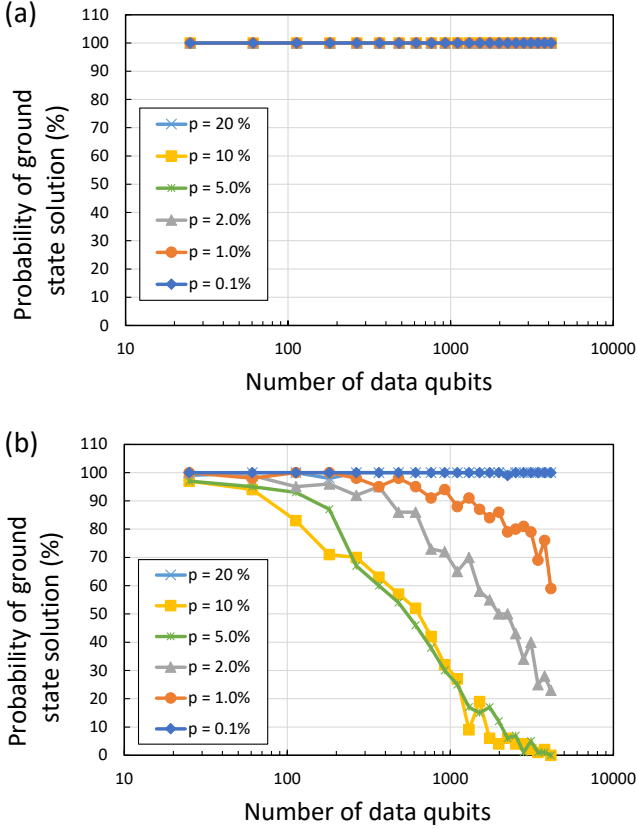 (a)
110
100
90
80
70
60
50
40
30
20
10
0
Probability of ground
state solution (%)
p = 20 %
p = 10 %
p = 5.0%
p = 2.0%
p = 1.0%
p = 0.1%
10 100 1000 10000
Number of data qubits
(b)
110
100
90
80
70
60
50
40
30
20
10
0
Probability of ground
state solution (%)
p = 20 %
p = 10 %
p = 5.0%
p = 2.0%
p = 1.0%
p = 0.1%
10 100 1000 10000
Number of data qubits